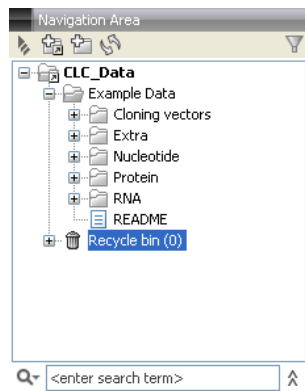 Navigation Area
CLC_Data
Example Data
Cloning vectors
Extra
Nucleotide
Protein
RNA
README
Recycle bin (0)
<enter search term>